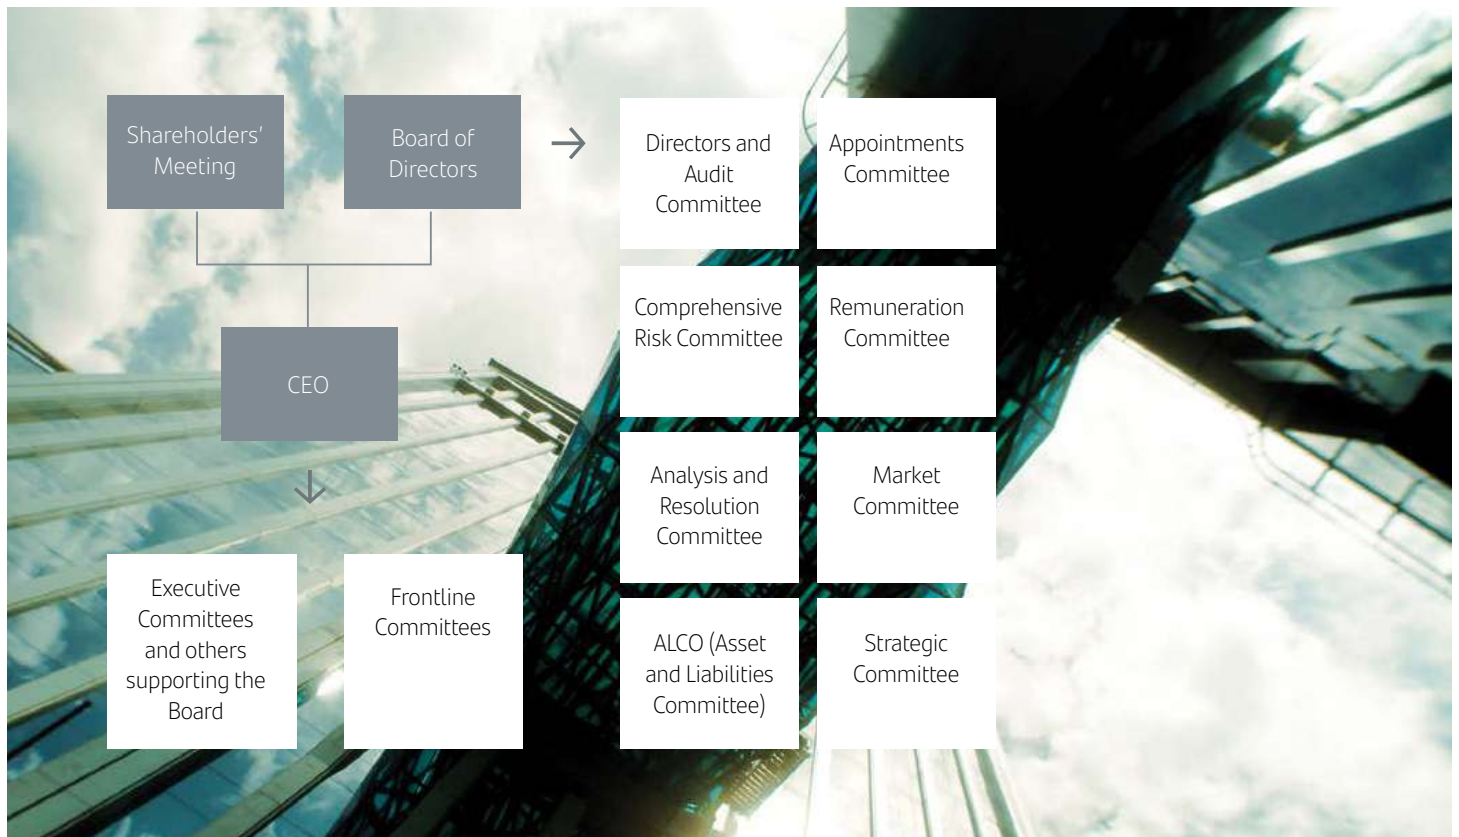 Shareholders’
Meeting
Board of
Directors
Directors and
Audit
Committee
Appointments
Committee
Comprehensive
Risk Committee
Remuneration
Committee
CEO
Analysis and
Resolution
Committee
Market
Committee
Executive
Committees
and others
supporting the
Board
Frontline
Committees
ALCO (Asset
and Liabilities
Committee)
Strategic
Committee